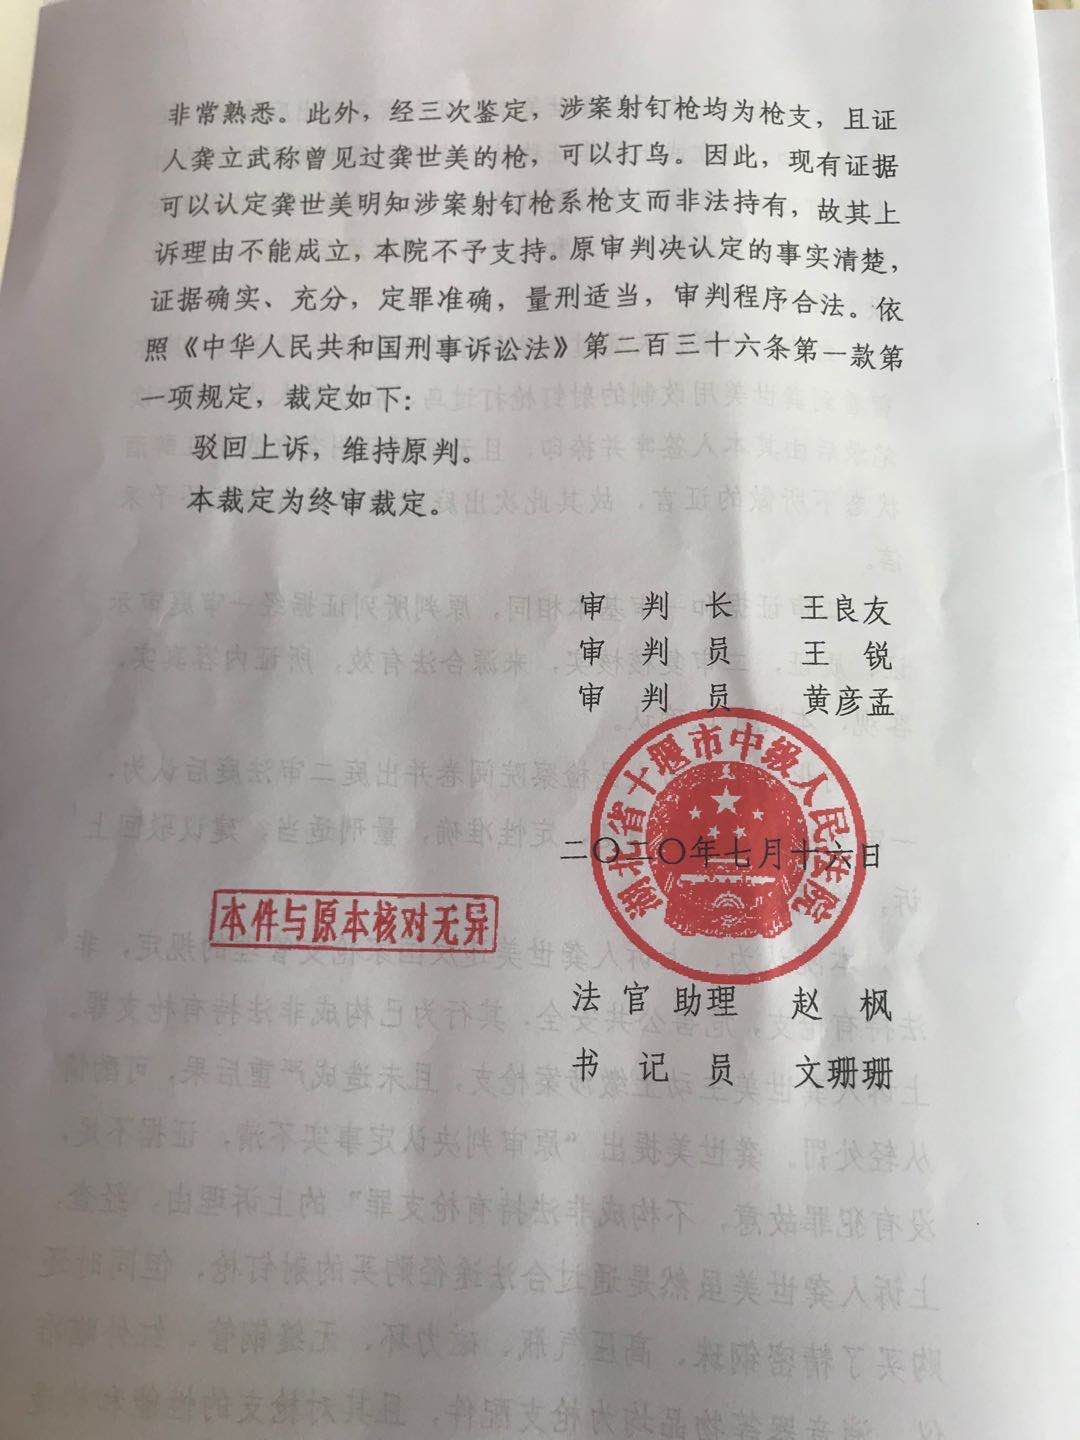 非常熟悉。此外，经三次鉴定，涉案射钉枪均为枪支，且证
人龚立武称曾见过龚世美的枪，可以打鸟。因此，现有证据
可以认定龚世美明知涉案射钉枪系枪支而非法持有，故其上
诉理由不能成立，本院不予支持。原审判决认定的事实清楚，
证据确实、充分，定罪准确，量刑适当，审判程序合法。依
照《中华人民共和国刑事诉讼法》第二百三十六条第一款第
一项规定，裁定如下：
驳回上诉，维持原判。
本裁定为终审裁定。
审 判 长 王良友
审 判 员 王 锐
审 判 员 黄彦孟
湖北省十堰市中级人民法院
二〇二〇年七月十六日
本件与原本核对无异
法官助理 赵 枫
书 记 员 文珊珊